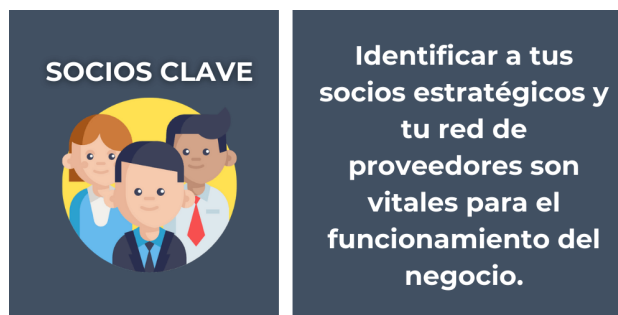 SOCIOS CLAVE
Identificar a tus
socios estratégicos y
tu red de
proveedores son
vitales para el
funcionamiento del
negocio.